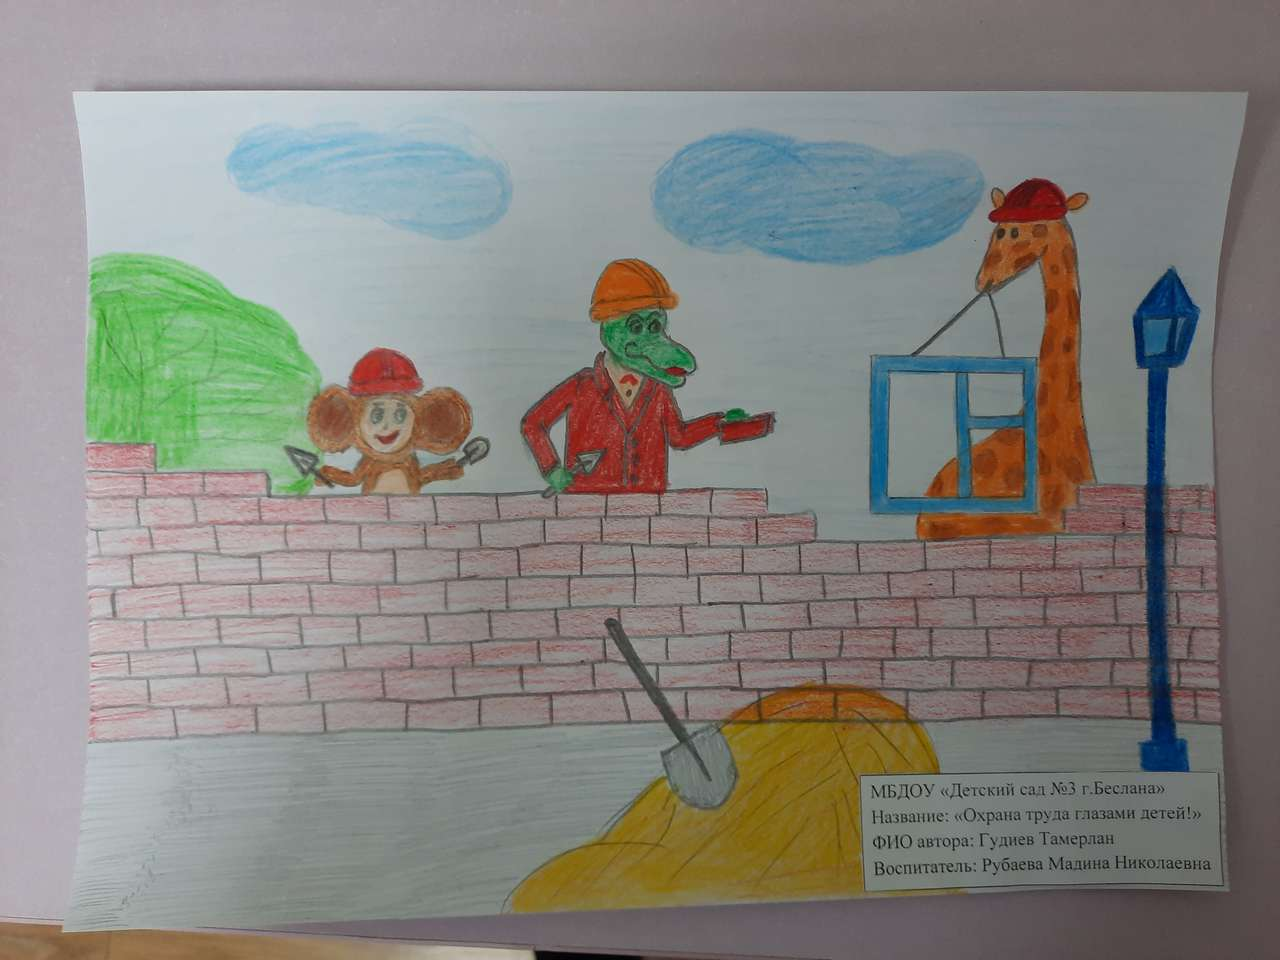 МБДОУ «Детский сад №3 г.Беслана»
Название: «Охрана труда глазами детей!»
ФИО автора: Гудиев Тамерлан
Воспитатель: Рубаева Мадина Николаевна